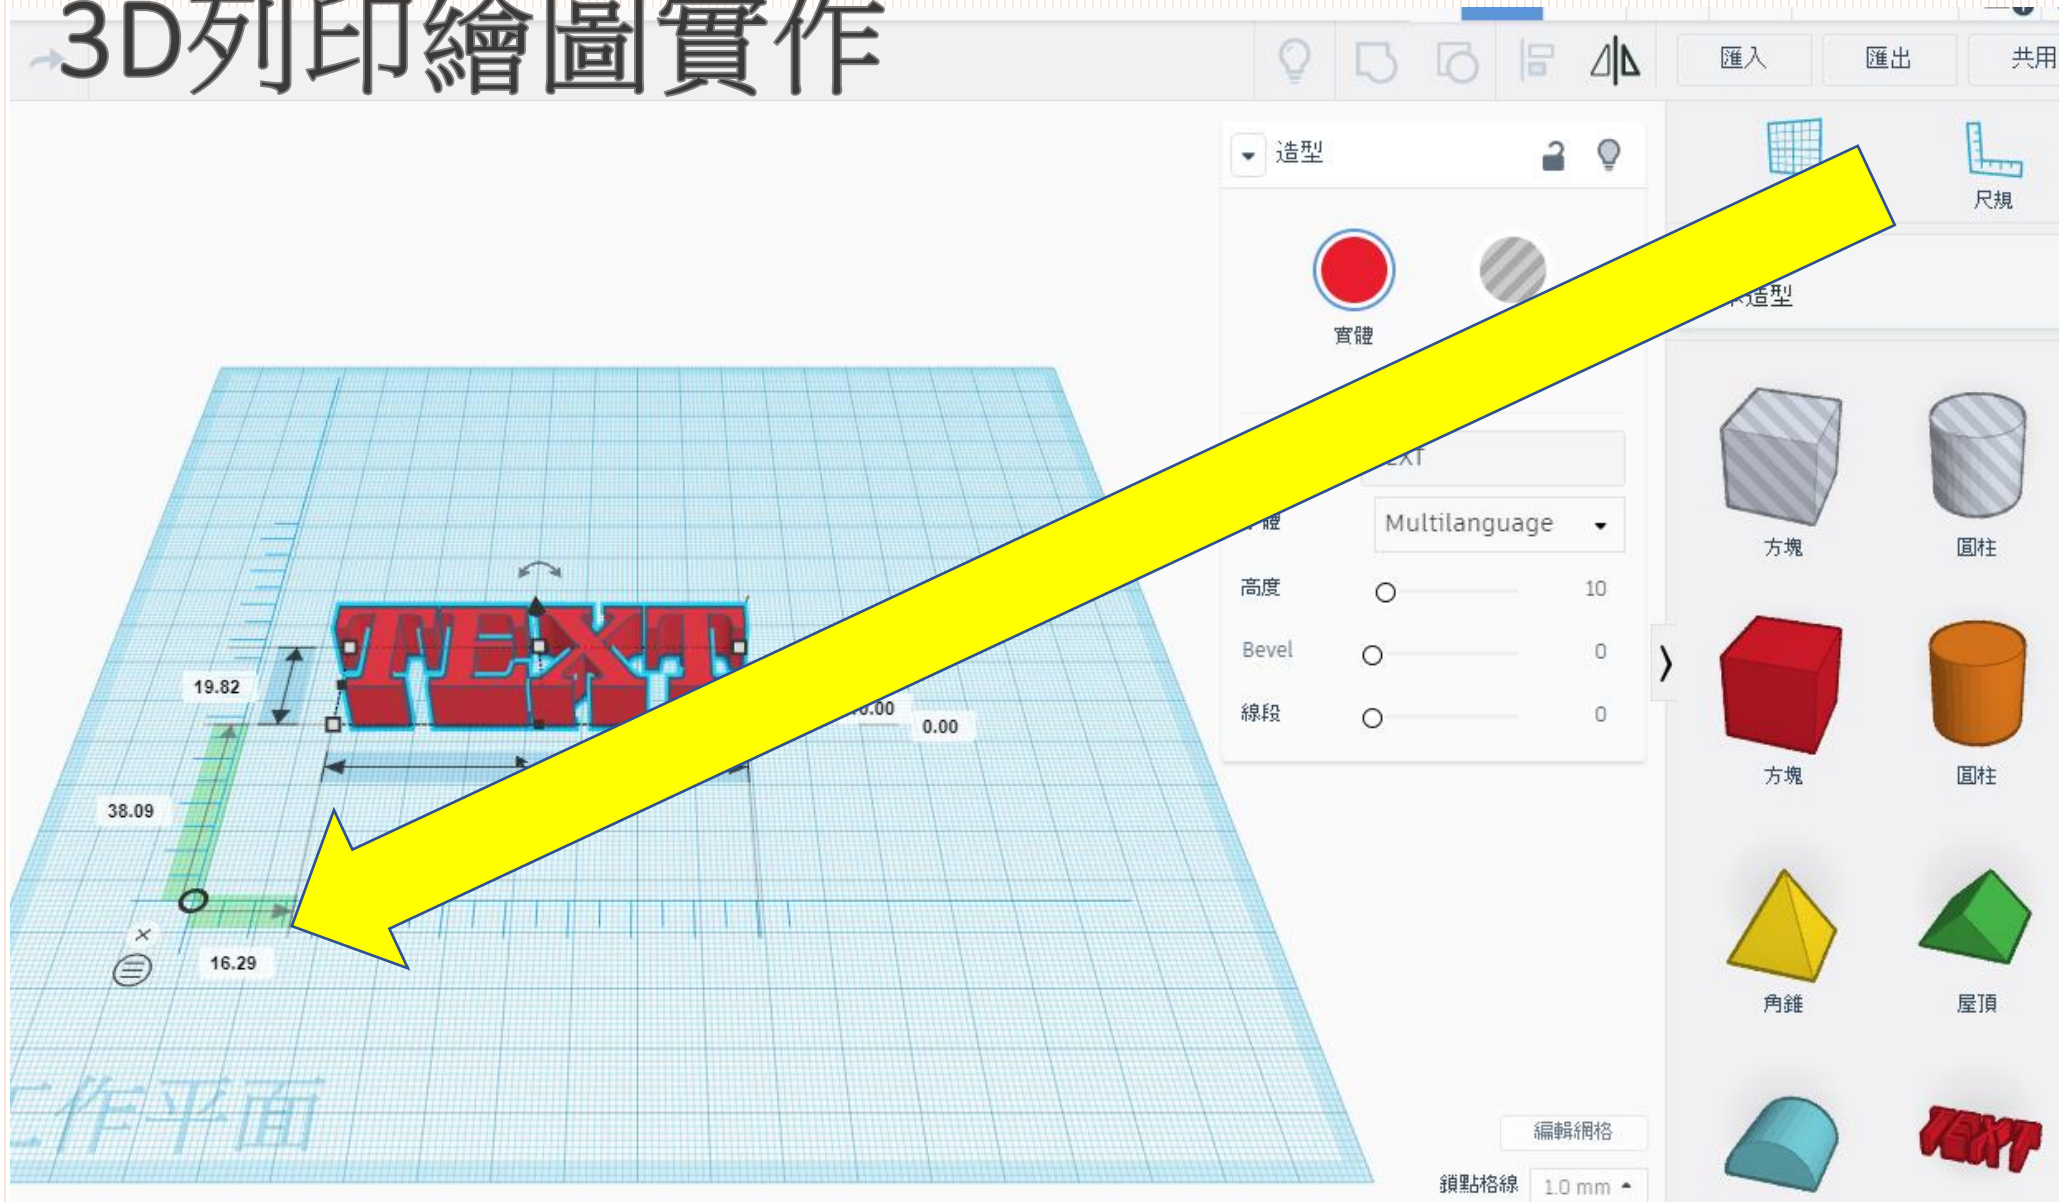 3D列印繪圖實作
匯入
匯出
共用
造型
尺規
實體
造型
Multilanguage
高度
10
Bevel
0
線段
0
方塊
圓柱
方塊
圓柱
角錐
屋頂
TEXT
19.82
0.00
38.09
16.29
工作平面
編輯網格
鎖點格線
1.0 mm
TEXT